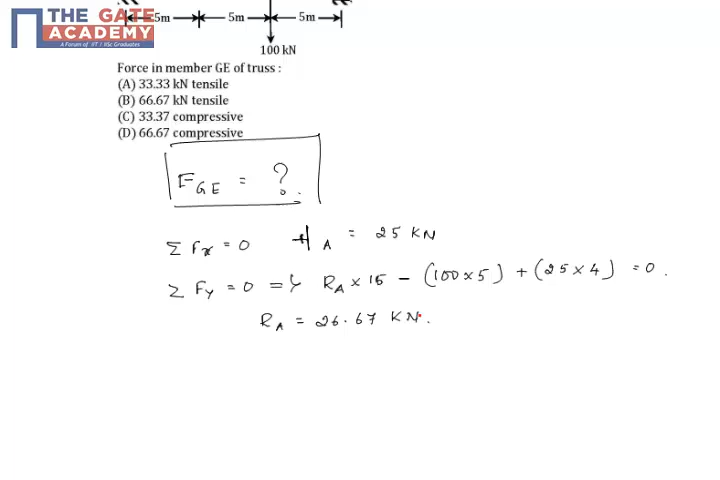 THE GATE
ACADEMY
A Forum of IIT / IISc Graduates
5m 5m 5m
100 kN
Force in member GE of truss :
(A) 33.33 kN tensile
(B) 66.67 kN tensile
(C) 33.37 compressive
(D) 66.67 compressive
F GE = ?
Σ Fx = 0 H A = 25 KN
Σ Fy = 0 => RA × 15 - (100 × 5) + (25 × 4) = 0 .
RA = 26.67 KN.